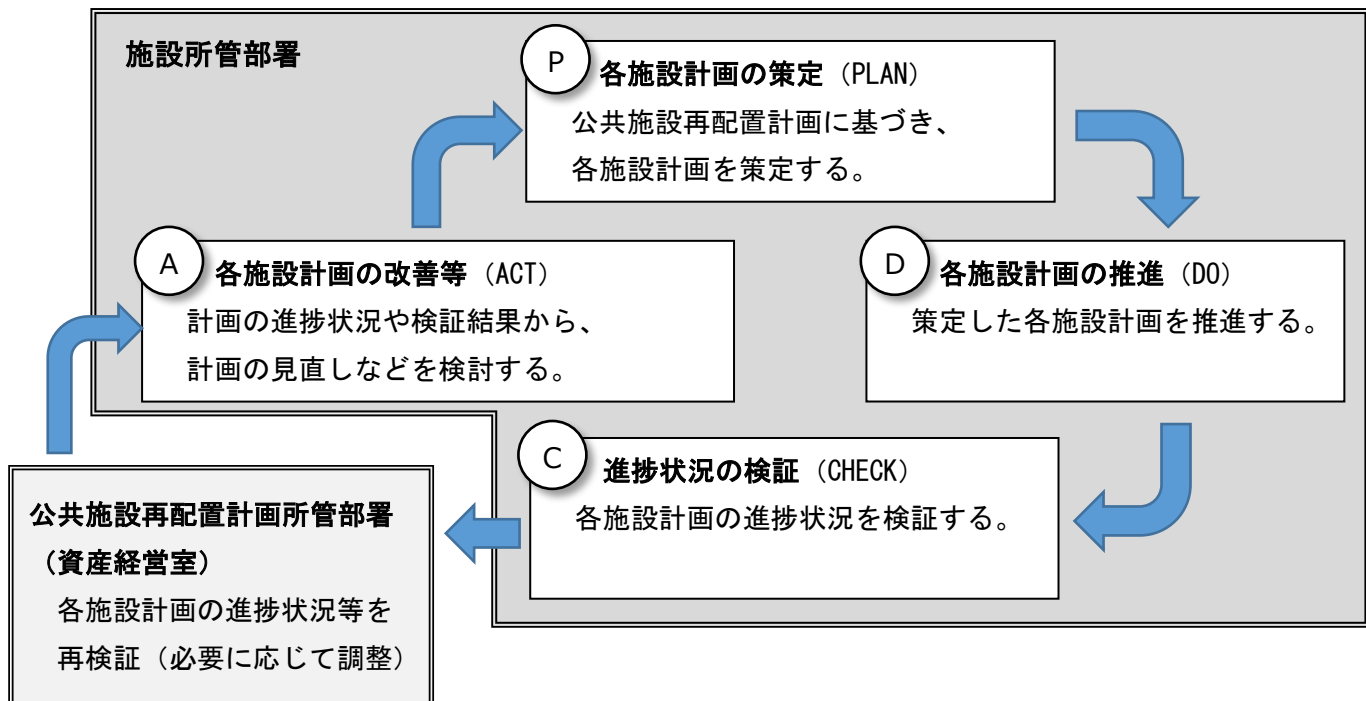 施設所管部署
P
各施設計画の策定（PLAN）
公共施設再配置計画に基づき、
各施設計画を策定する。
A
各施設計画の改善等（ACT）
計画の進捗状況や検証結果から、
計画の見直しなどを検討する。
D
各施設計画の推進（DO）
策定した各施設計画を推進する。
C
進捗状況の検証（CHECK）
各施設計画の進捗状況を検証する。
公共施設再配置計画所管部署
（資産経営室）
各施設計画の進捗状況等を
再検証（必要に応じて調整）